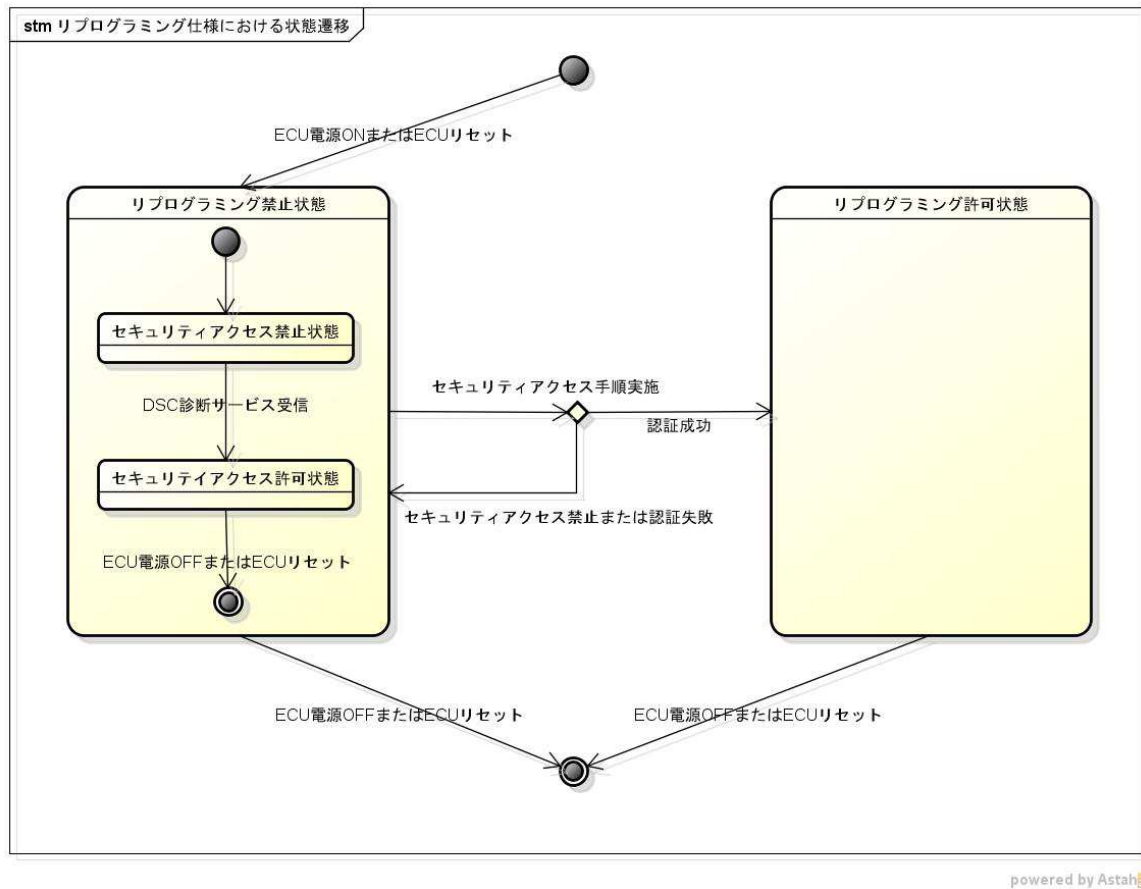 stm リプログラミング仕様における状態遷移
ECU電源ONまたはECUリセット
リプログラミング禁止状態
リプログラミング許可状態
セキュリティアクセス禁止状態
セキュリティアクセス手順実施
DSC診断サービス受信
認証成功
セキュリテイアクセス許可状態
セキュリティアクセス禁止または認証失敗
ECU電源OFFまたはECUリセット
ECU電源OFFまたはECUリセット
ECU電源OFFまたはECUリセット
powered by Astah